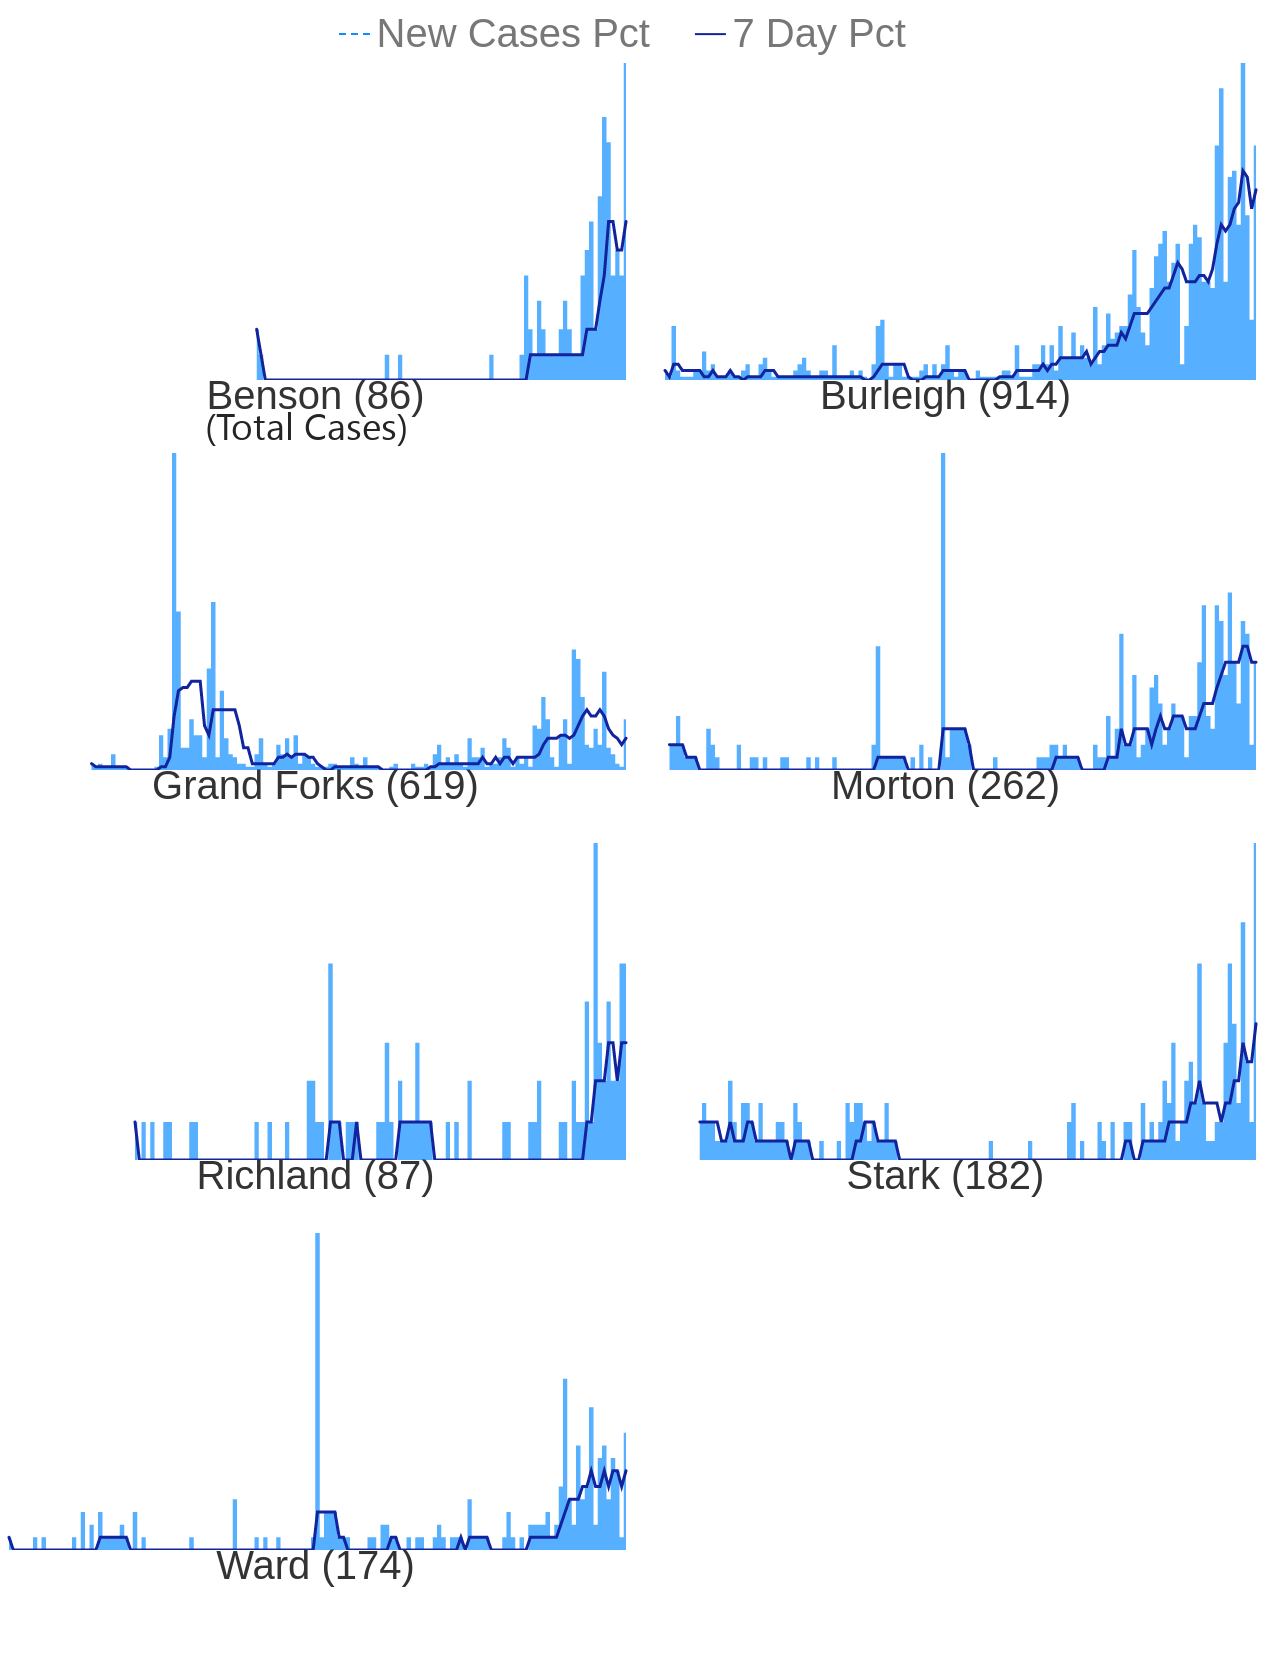 New Cases Pct 7 Day Pct
Benson (86) Burleigh (914)
(Total Cases)
Grand Forks (619) Morton (262)
Richland (87) Stark (182)
Ward (174)